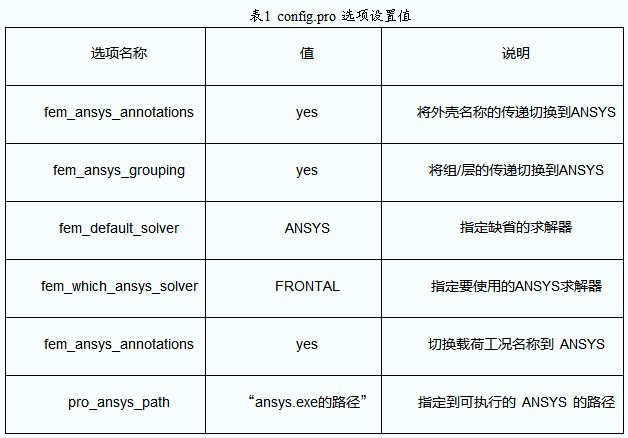 表1 config.pro 选项设置值
选项名称 值 说明
fem_ansys_annotations yes 将外壳名称的传递切换到ANSYS
fem_ansys_grouping yes 将组/层的传递切换到ANSYS
fem_default_solver ANSYS 指定缺省的求解器
fem_which_ansys_solver FRONTAL 指定要使用的ANSYS求解器
fem_ansys_annotations yes 切换载荷工况名称到 ANSYS
pro_ansys_path “ansys.exe的路径” 指定到可执行的 ANSYS 的路径